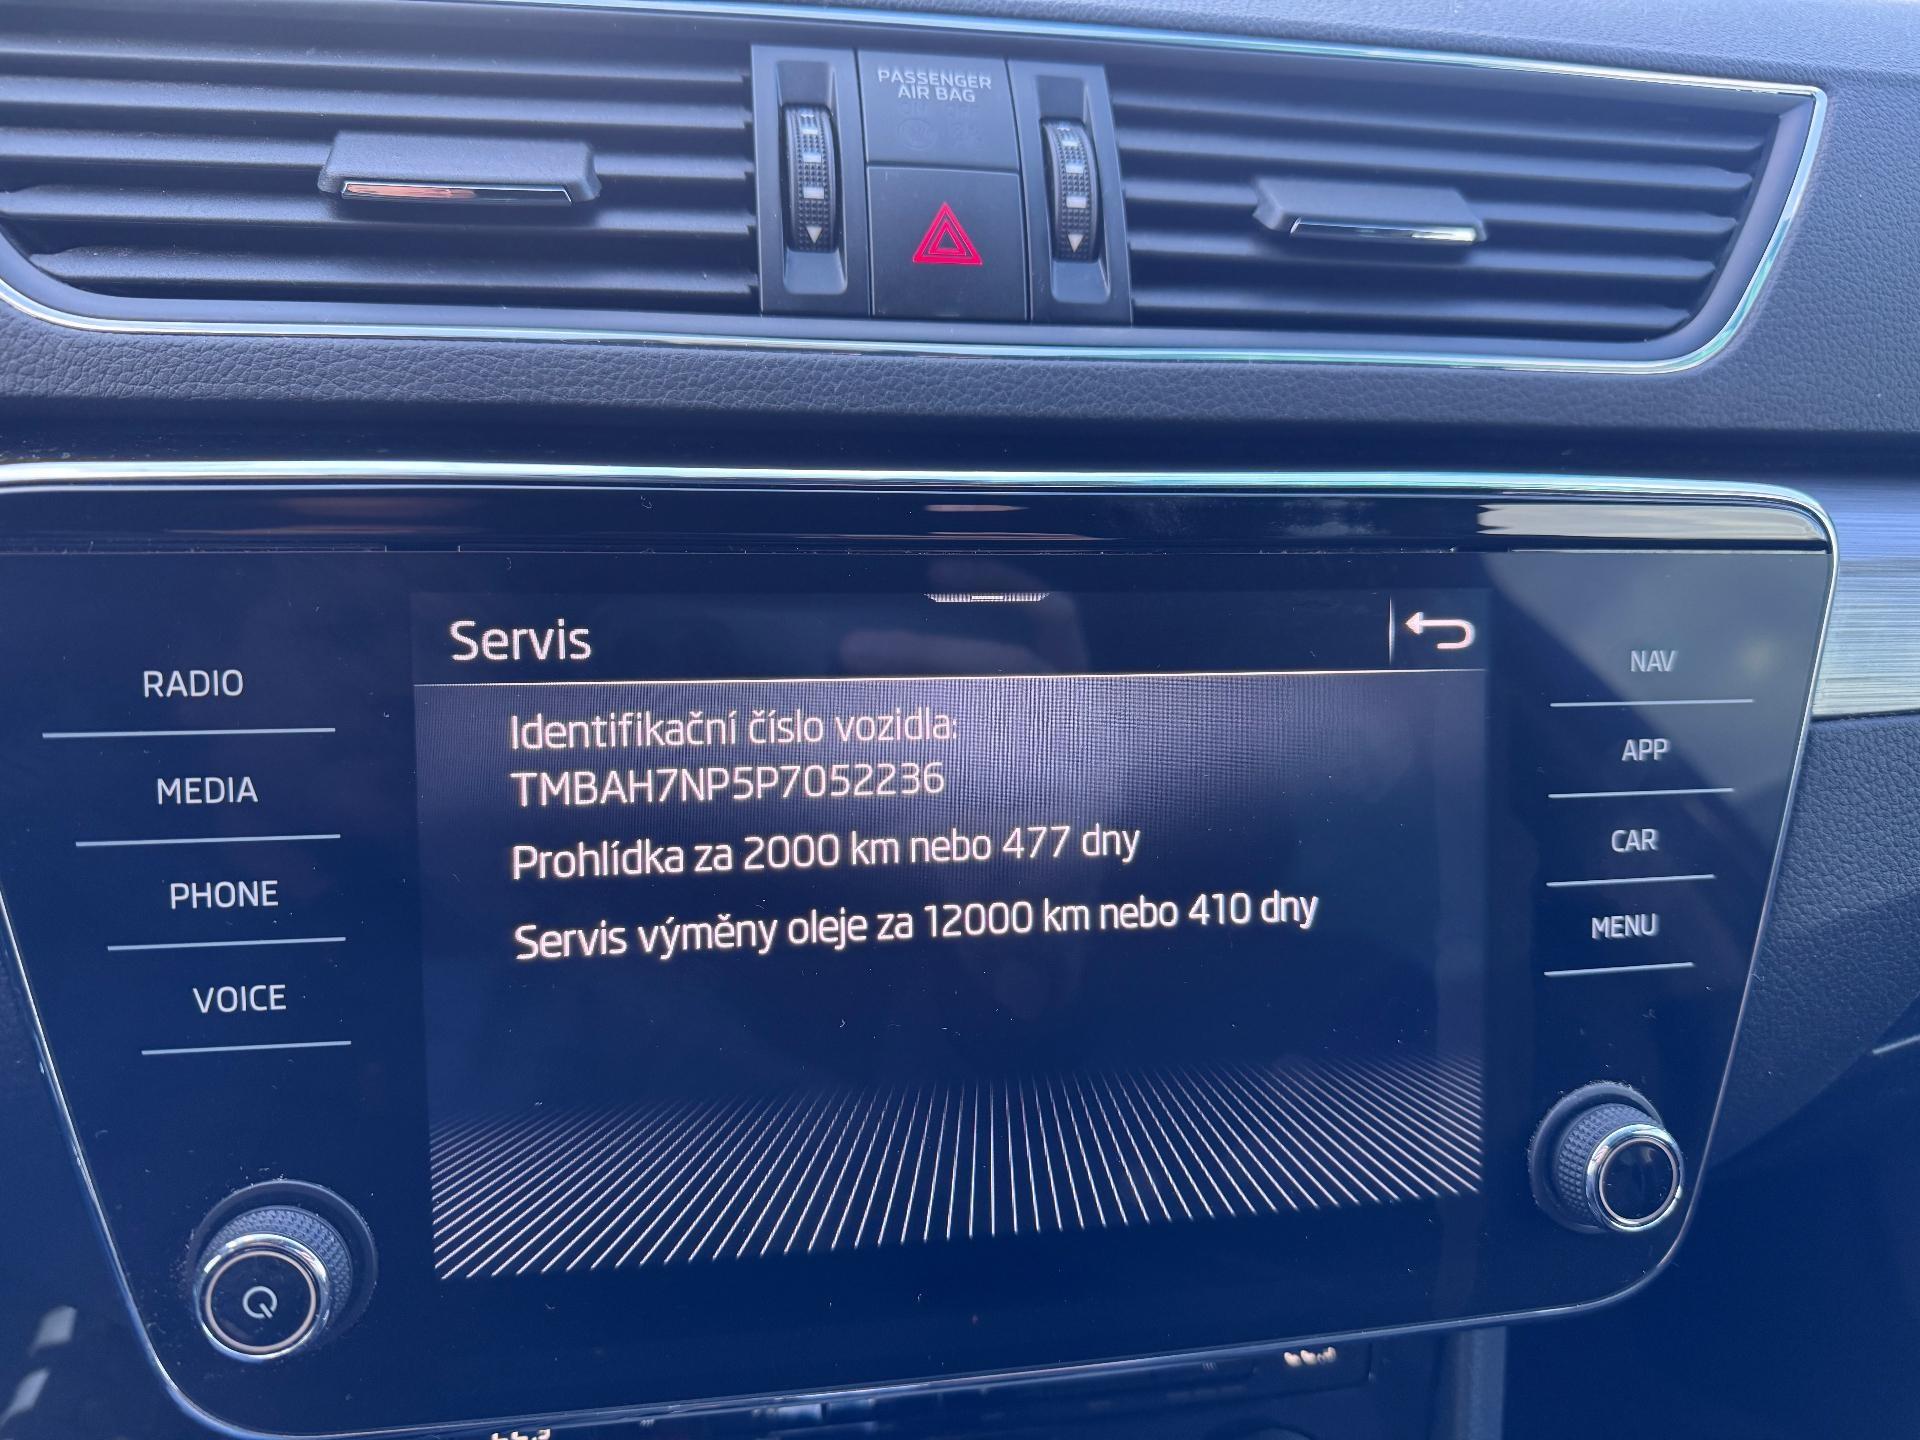 PASSENGER
AIR BAG
Servis
RADIO
MEDIA
PHONE
VOICE
Identifikační číslo vozidla:
TMBAH7NP5P7052236
Prohlídka za 2000 km nebo 477 dny
Servis výměny oleje za 12000 km nebo 410 dny
NAV
APP
CAR
MENU